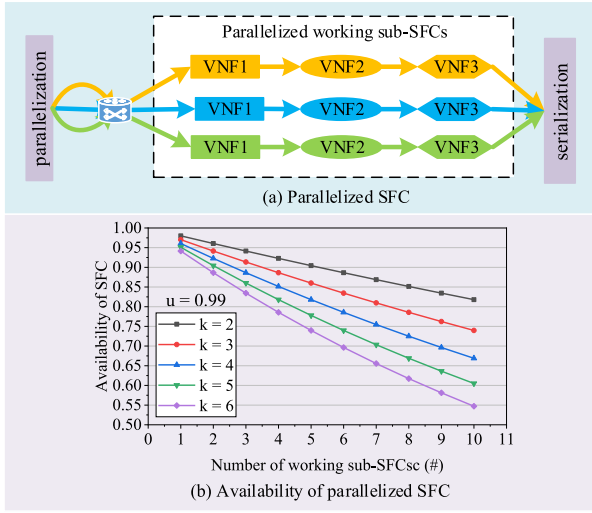 Parallelized working sub-SFCs
parallelization
VNF1 VNF2 VNF3
VNF1 VNF2 VNF3
VNF1 VNF2 VNF3
serialization
(a) Parallelized SFC
Availability of SFC
1.00
0.95
0.90
0.85
0.80
0.75
0.70
0.65
0.60
0.55
0.50
u = 0.99
k = 2
k = 3
k = 4
k = 5
k = 6
0 1 2 3 4 5 6 7 8 9 10 11
Number of working sub-SFCsc (#)
(b) Availability of parallelized SFC